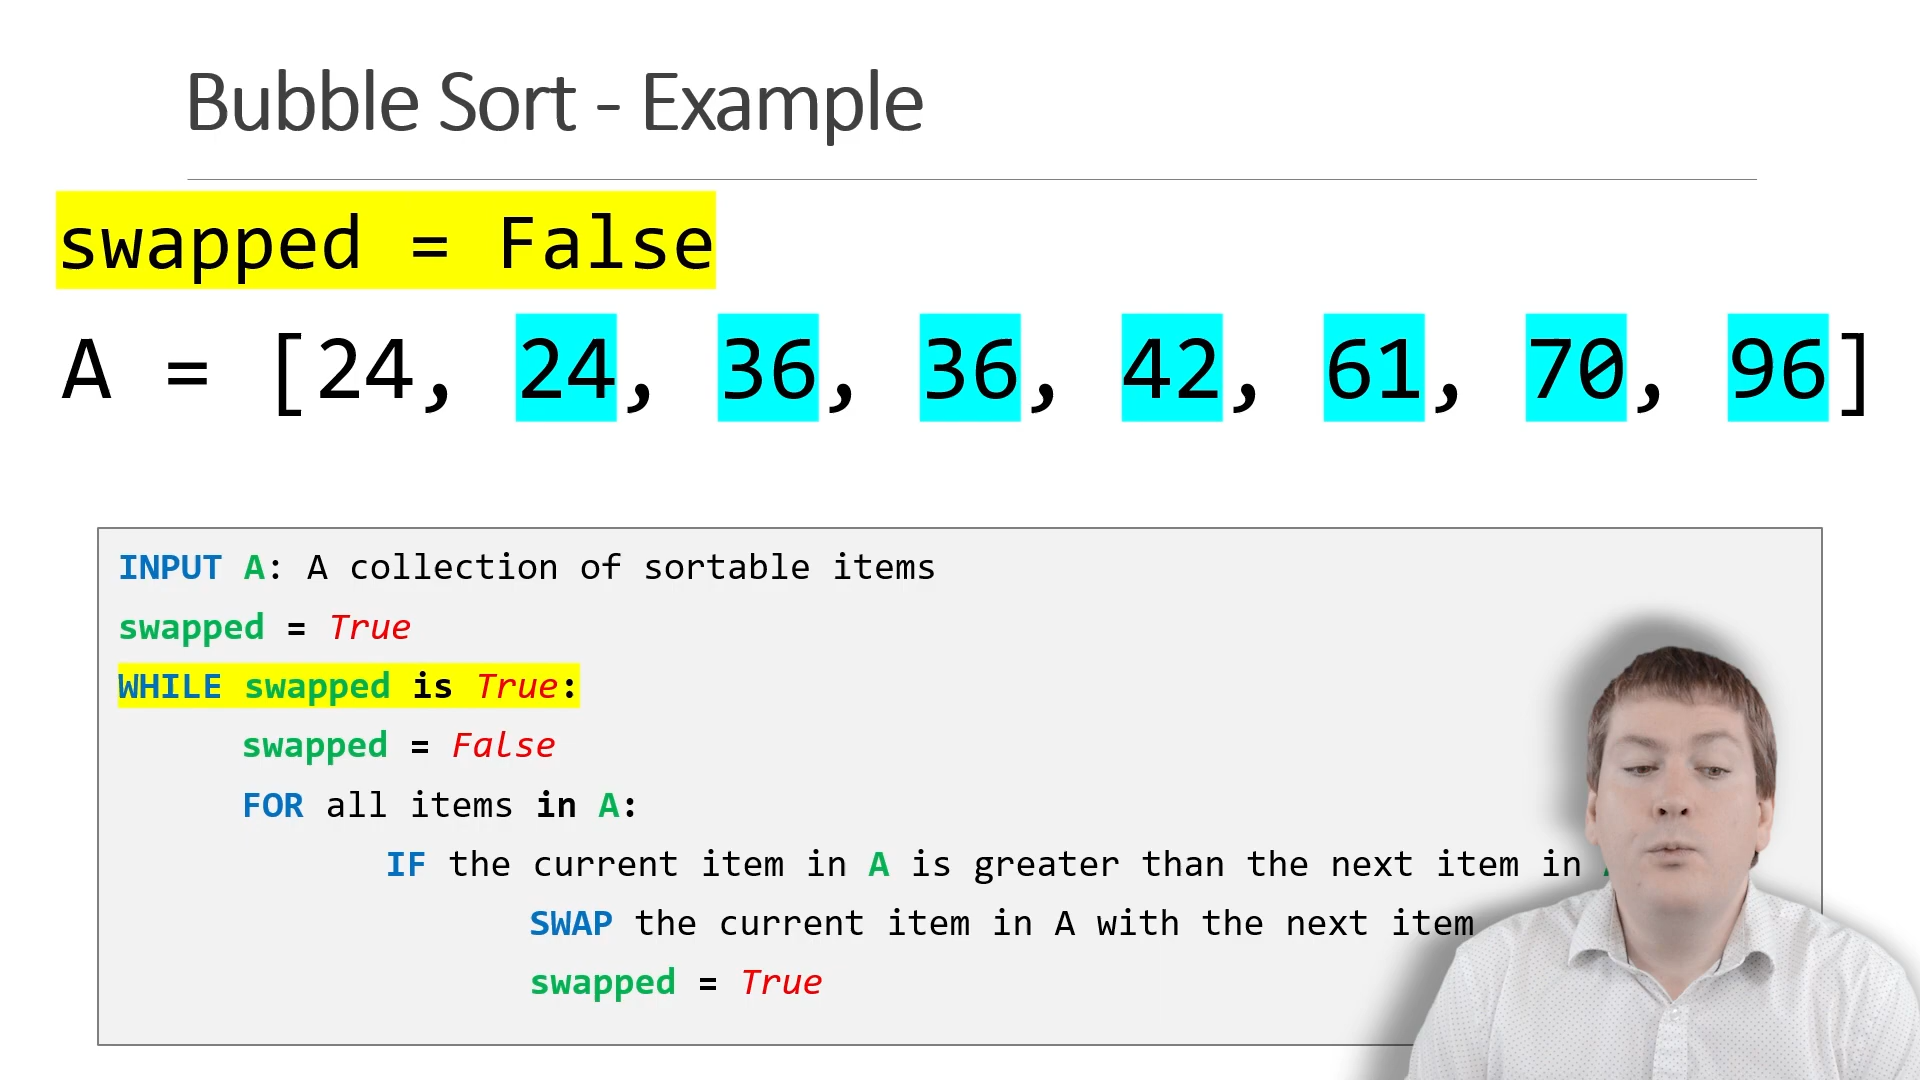 Bubble Sort - Example
swapped = False
A = [24, 24, 36, 36, 42, 61, 70, 96]
INPUT A: A collection of sortable items
swapped = True
WHILE swapped is True:
swapped = False
FOR all items in A:
IF the current item in A is greater than the next item in
SWAP the current item in A with the next item
swapped = True